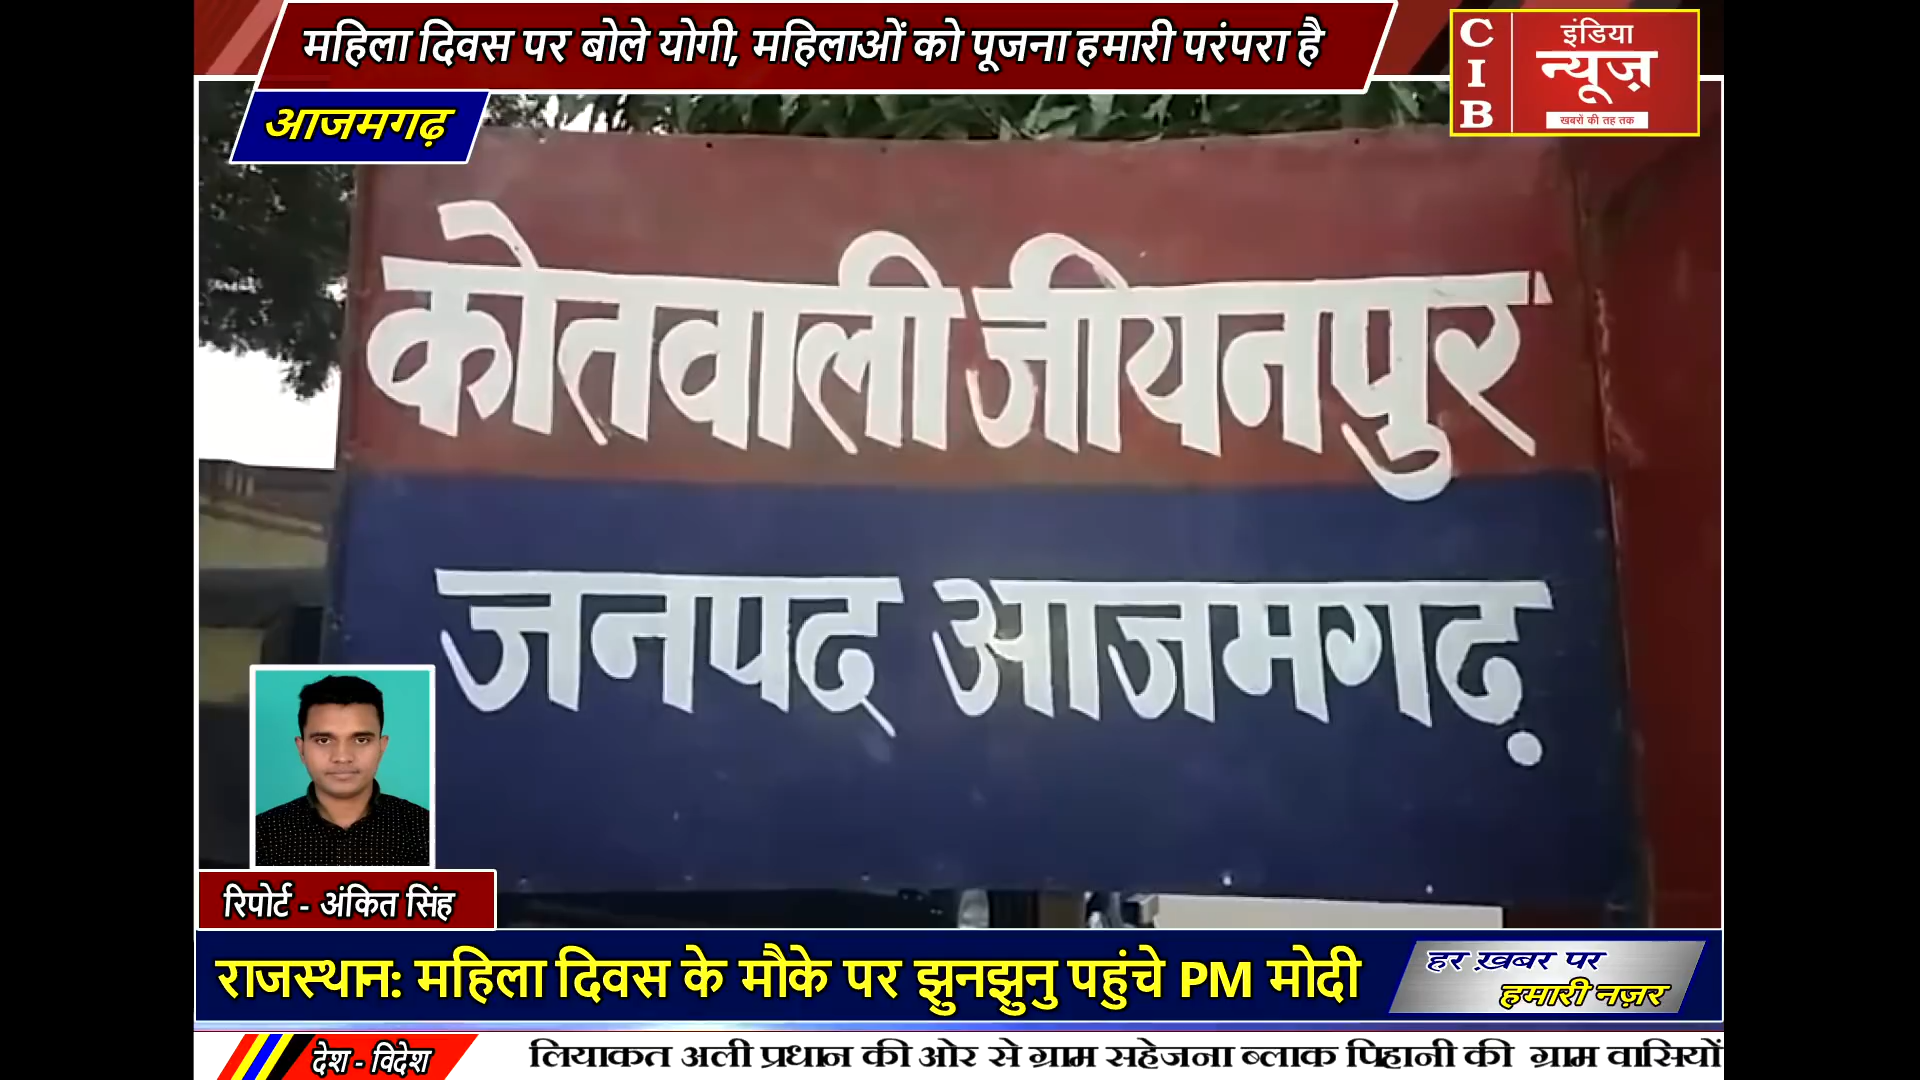 महिला दिवस पर बोले योगी, महिलाओं को पूजना हमारी परंपरा है
CIB
इंडिया
न्यूज़
खबरों की तह तक
आजमगढ़
कोतवाली जीयनपुर
जनपद आजमगढ़
रिपोर्ट - अंकित सिंह
राजस्थान: महिला दिवस के मौके पर झुनझुनु पहुंचे PM मोदी
हर ख़बर पर
हमारी नज़र
देश - विदेश
लियाकत अली प्रधान की ओर से ग्राम सहेजना ब्लाक पिहानी की ग्राम वासियों